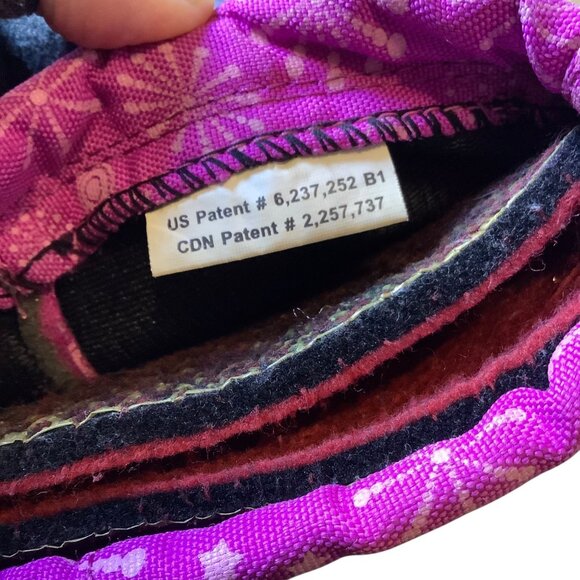 US Patent # 6,237,252 B1
CDN Patent # 2,257,737